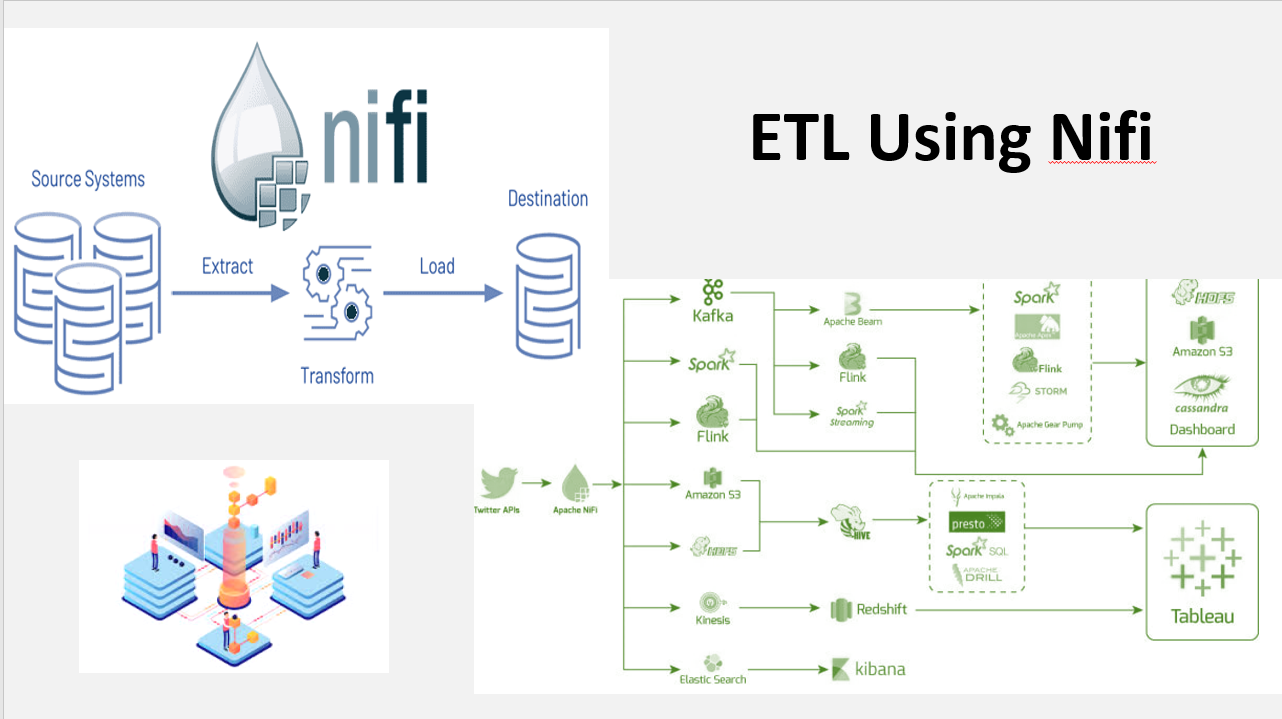 nifi
Source Systems
Destination
Extract
Load
Transform
ETL Using Nifi
Kafka
Apache Beam
Spark
Apache Apex
HDFS
Amazon S3
Spark
Flink
Flink
STORM
cassandra
Flink
Spark
Streaming
Apache Gear Pump
Dashboard
Twitter APIs
Apache NiFi
Amazon S3
HDFS
HIVE
Apache Impala
presto
Spark SQL
APACHE
DRILL
Kinesis
Redshift
Tableau
Elastic Search
kibana